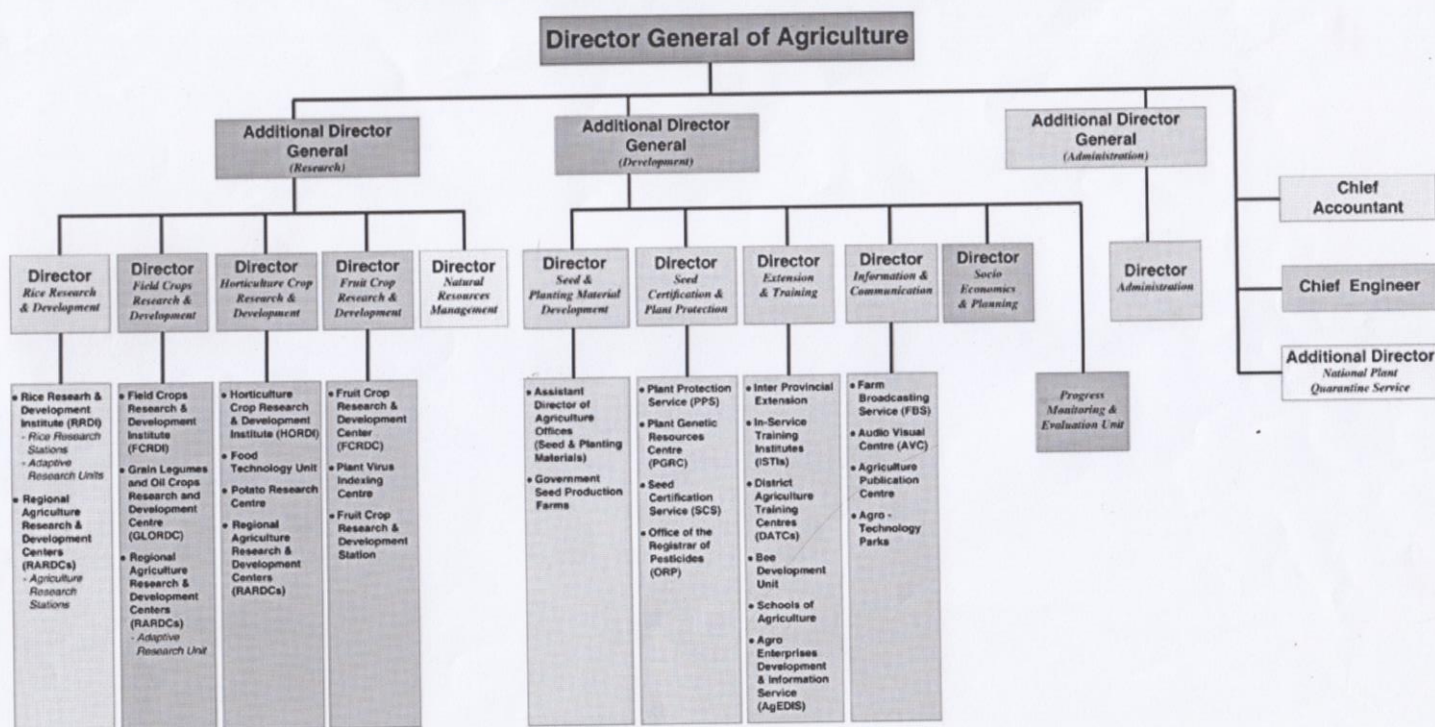 Director General of Agriculture
Additional Director
General
(Research)
Additional Director
General
(Development)
Additional Director
General
(Administration)
Chief
Accountant
Chief Engineer
Additional Director
National Plant
Quarantine Service
Director
Rice Research
& Development
Director
Field Crops
Research &
Development
Director
Horticulture Crop
Research &
Development
Director
Fruit Crop
Research &
Development
Director
Natural
Resources
Management
Director
Seed &
Planting Material
Development
Director
Seed
Certification &
Plant Protection
Director
Extension
& Training
Director
Information &
Communication
Director
Socio
Economics
& Planning
Director
Administration
• Rice Researh &
Development
Institute (RRDI)
- Rice Research
Stations
- Adaptive
Research Units
• Regional
Agriculture
Research &
Development
Centers
(RARDCs)
- Agriculture
Research
Stations
• Field Crops
Research &
Development
Institute
(FCRDI)
• Grain Legumes
and Oil Crops
Research and
Development
Centre
(GLORDC)
• Regional
Agriculture
Research &
Development
Centers
(RARDCs)
- Adaptive
Research Unit
• Horticulture
Crop Research
& Development
Institute (HORDI)
• Food
Technology Unit
• Potato Research
Centre
• Regional
Agriculture
Research &
Development
Centers
(RARDCs)
• Fruit Crop
Research &
Development
Center
(FCRDC)
• Plant Virus
Indexing
Centre
• Fruit Crop
Research &
Development
Station
• Assistant
Director of
Agriculture
Offices
(Seed & Planting
Materials)
• Government
Seed Production
Farms
• Plant Protection
Service (PPS)
• Plant Genetic
Resources
Centre
(PGRC)
• Seed
Certification
Service (SCS)
• Office of the
Registrar of
Pesticides
(ORP)
• Inter Provincial
Extension
• In-Service
Training
Institutes
(ISTIs)
• District
Agriculture
Training
Centres
(DATCs)
• Bee
Development
Unit
• Schools of
Agriculture
• Agro
Enterprises
Development
& Information
Service
(AgEDIS)
• Farm
Broadcasting
Service (FBS)
• Audio Visual
Centre (AVC)
• Agriculture
Publication
Centre
• Agro -
Technology
Parks
Progress
Monitoring &
Evaluation Unit